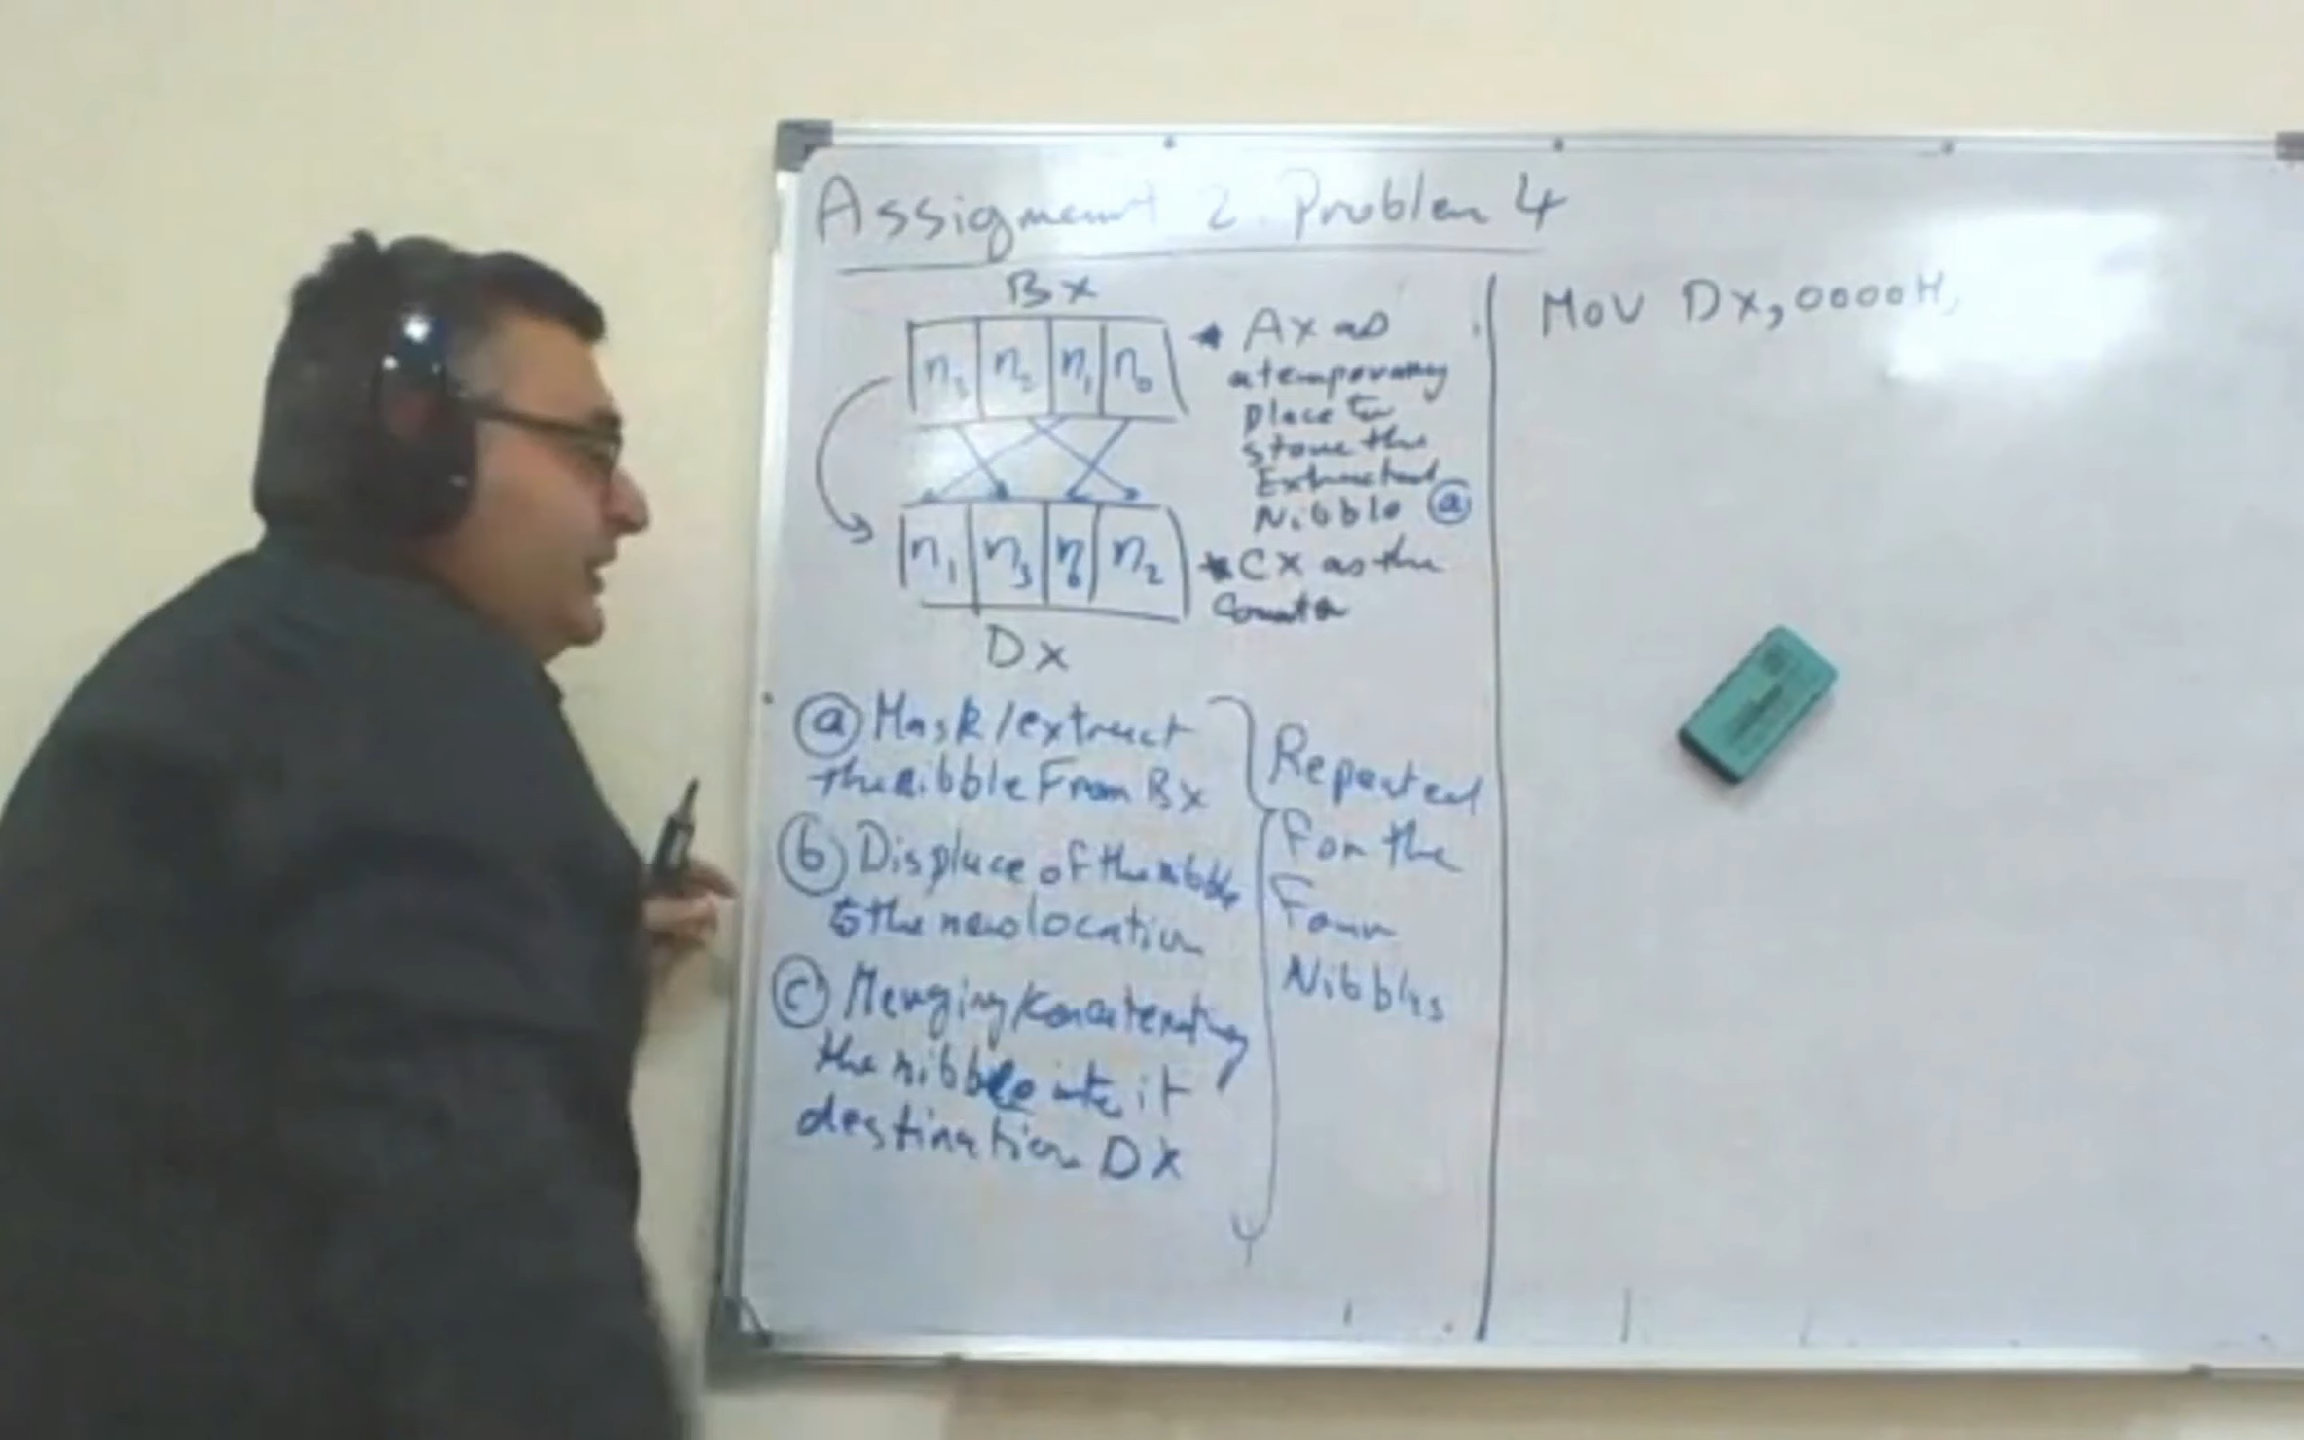 Assigment 2 Problem 4
Bx
n3 n2 n1 n0
n1 n3 n0 n2
Dx
* Ax as
a temporary
place to
store the
Extracted
Nibble (a)
* CX as the
Counter
(a) Mask/extract
the nibble From Bx
(b) Displace of the nibble
to the new location
(c) Merging/Concatenating
the nibble into it
destination DX
Repeated
For the
Four
Nibbles
MOV Dx,0000H,